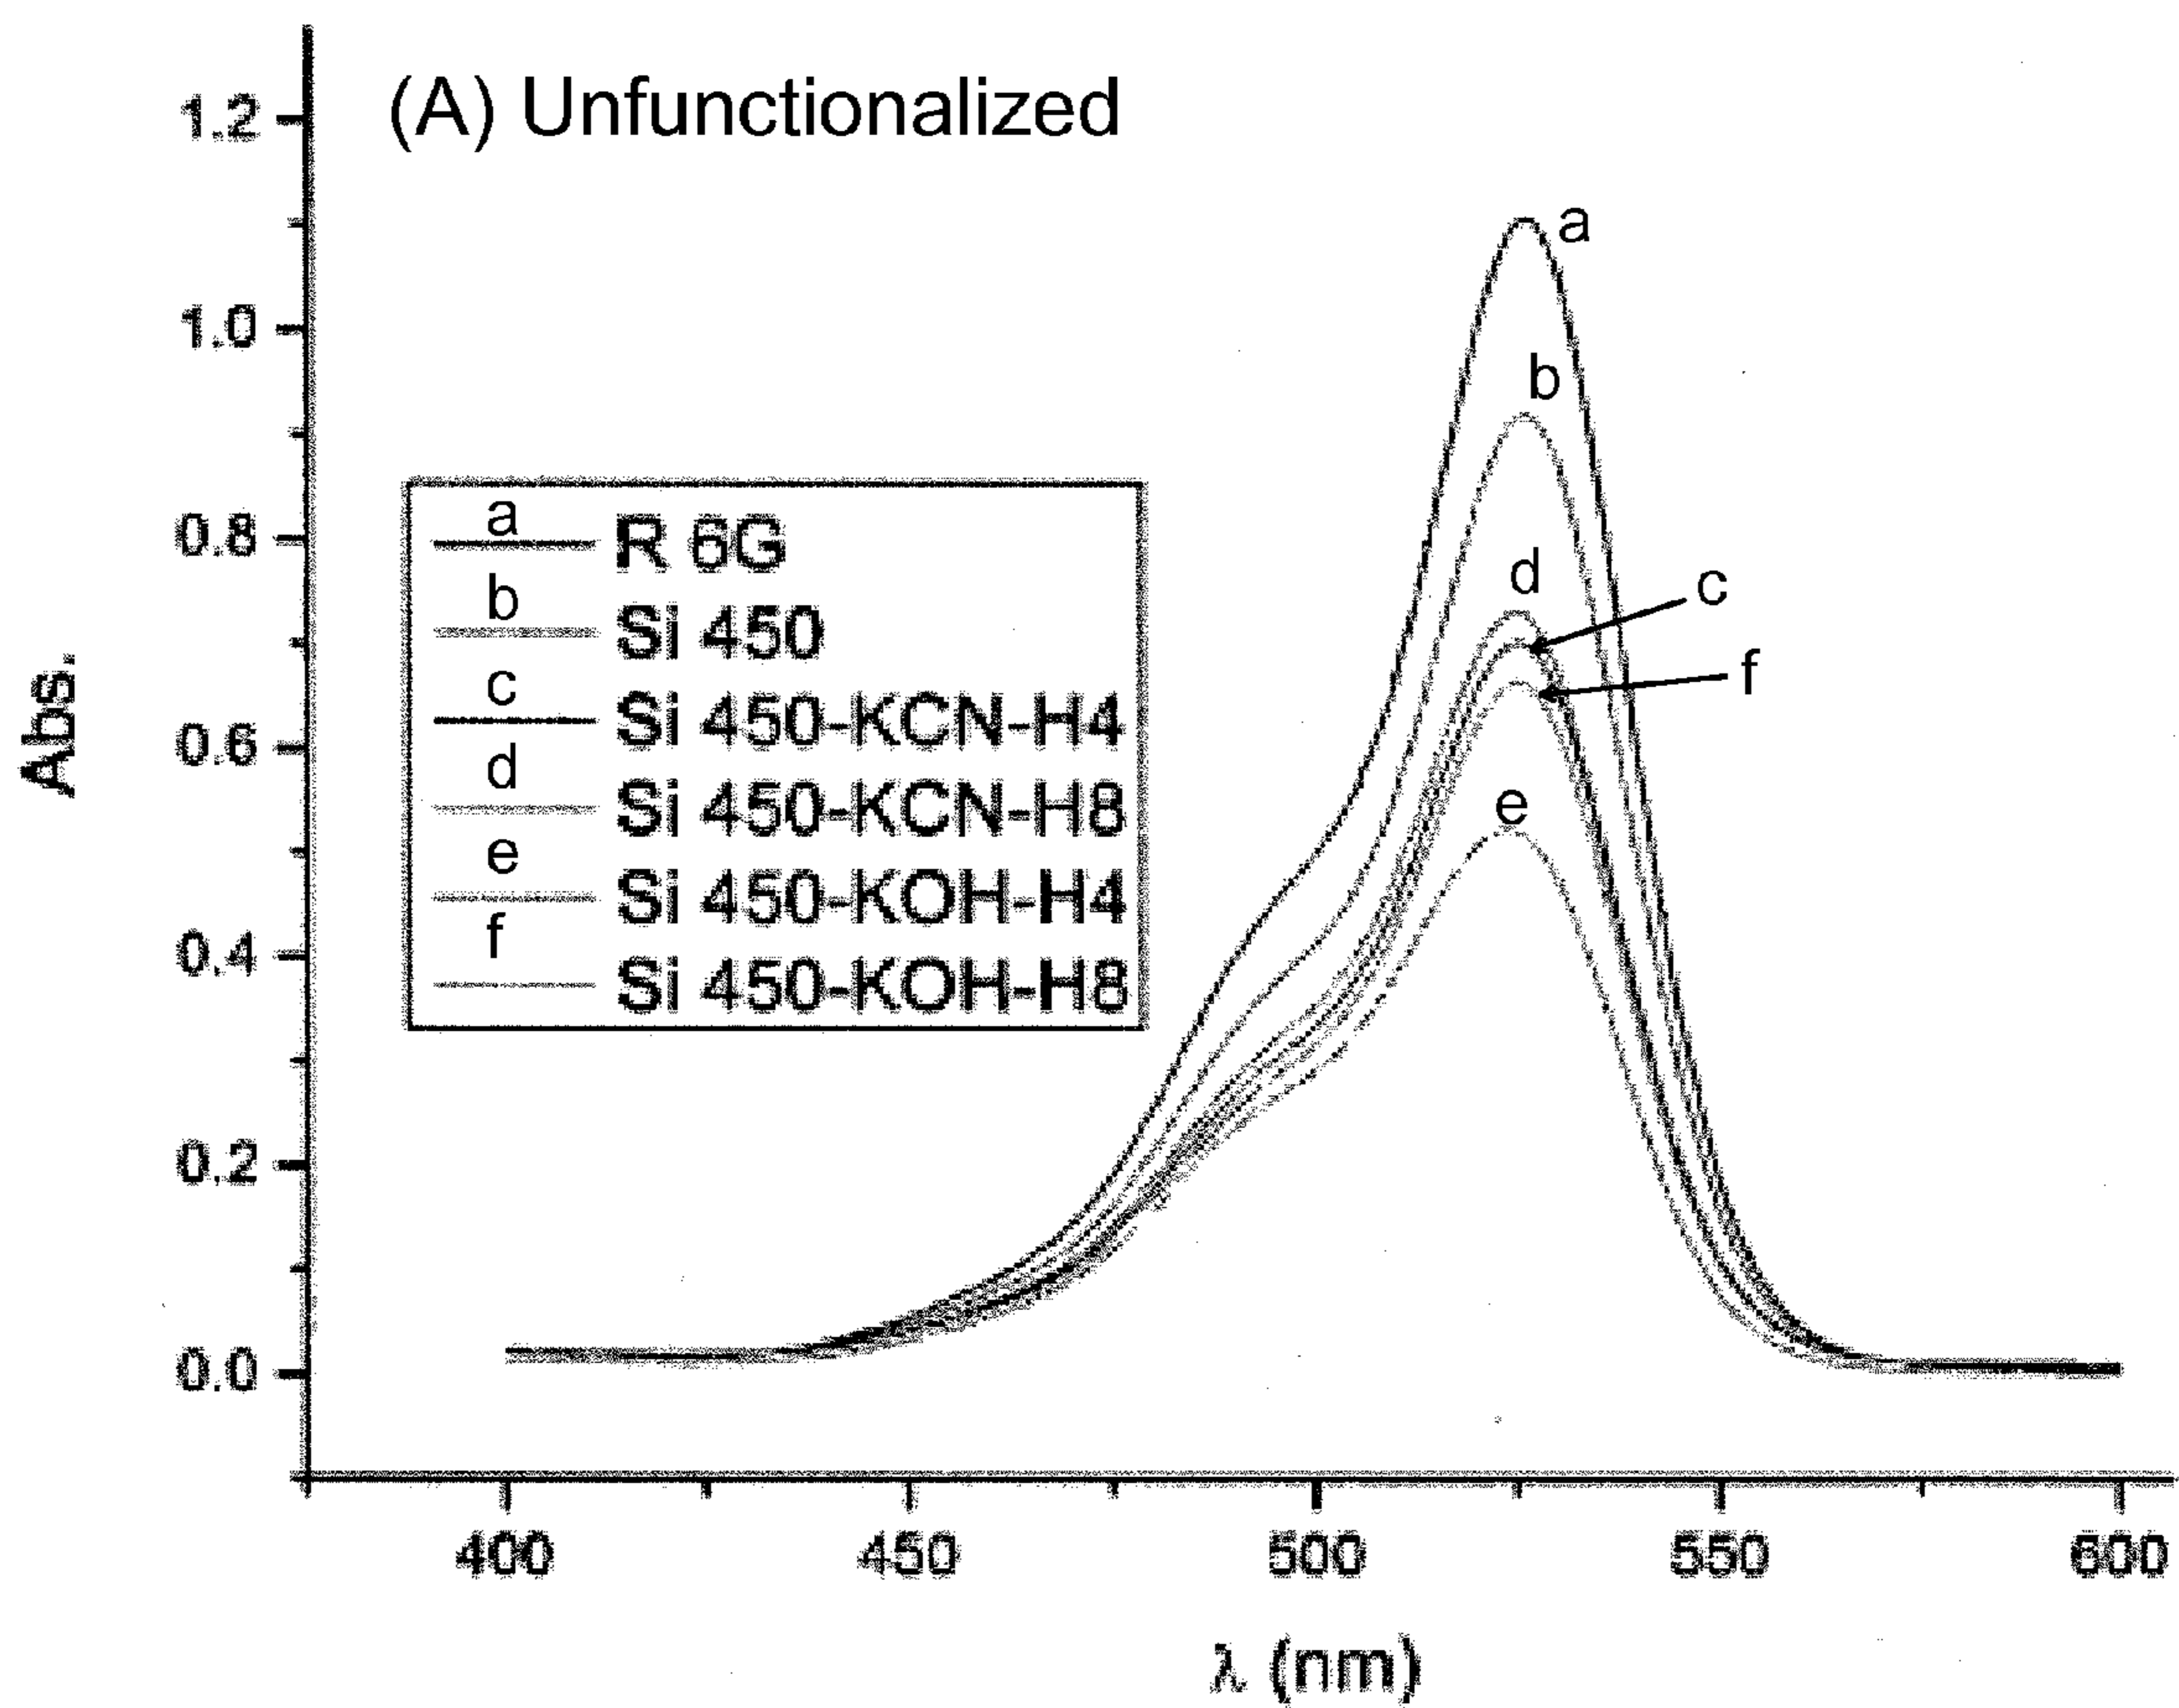 (A) Unfunctionalized
1.2
1.0
0.8
0.6
0.4
0.2
0.0
Abs.
a
b
d
c
f
e
a
R 6G
b
Si 450
c
Si 450-KCN-H4
d
Si 450-KCN-H8
e
Si 450-KOH-H4
f
Si 450-KOH-H8
400 450 500 550 600
λ (nm)